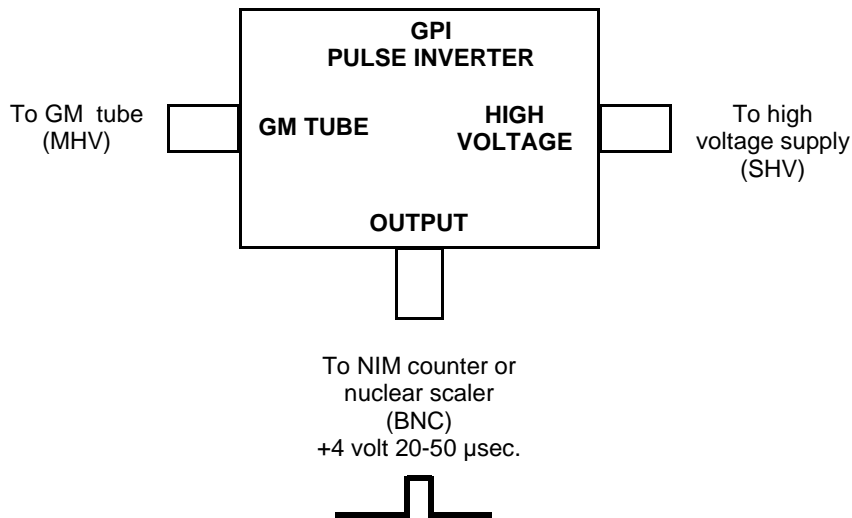 GPI
PULSE INVERTER
To GM tube
(MHV)
GM TUBE
HIGH
VOLTAGE
To high
voltage supply
(SHV)
OUTPUT
To NIM counter or
nuclear scaler
(BNC)
+4 volt 20-50 µsec.